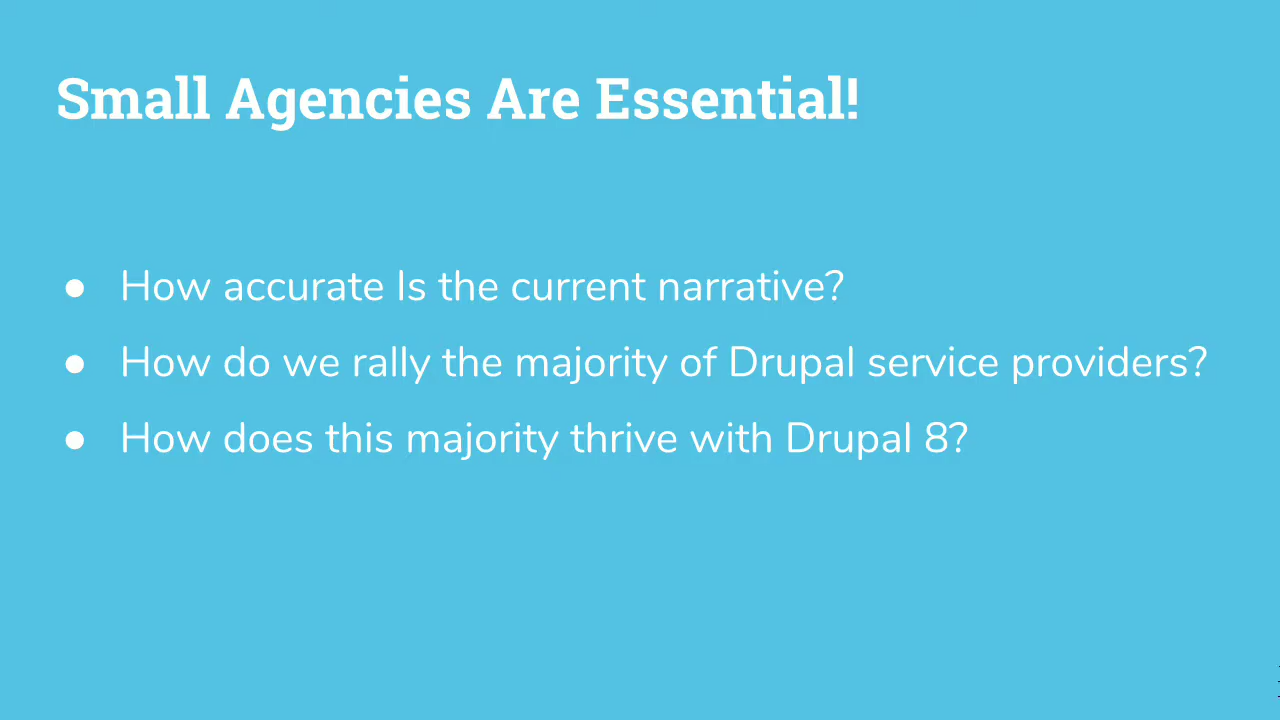 Small Agencies Are Essential!
● How accurate Is the current narrative?
● How do we rally the majority of Drupal service providers?
● How does this majority thrive with Drupal 8?